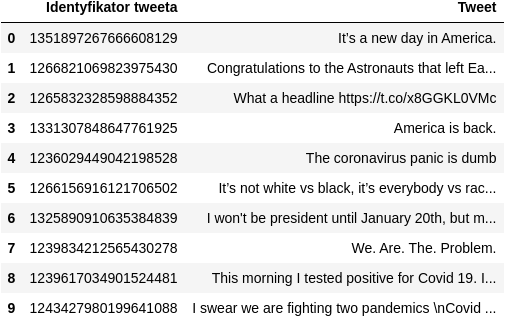 Identyfikator tweeta Tweet
0 1351897267666608129 It's a new day in America.
1 1266821069823975430 Congratulations to the Astronauts that left Ea...
2 1265832328598884352 What a headline https://t.co/x8GGKL0VMc
3 1331307848647761925 America is back.
4 1236029449042198528 The coronavirus panic is dumb
5 1266156916121706502 It's not white vs black, it's everybody vs rac...
6 1325890910635384839 I won't be president until January 20th, but m...
7 1239834212565430278 We. Are. The. Problem.
8 1239617034901524481 This morning I tested positive for Covid 19. I...
9 1243427980199641088 I swear we are fighting two pandemics \nCovid ...